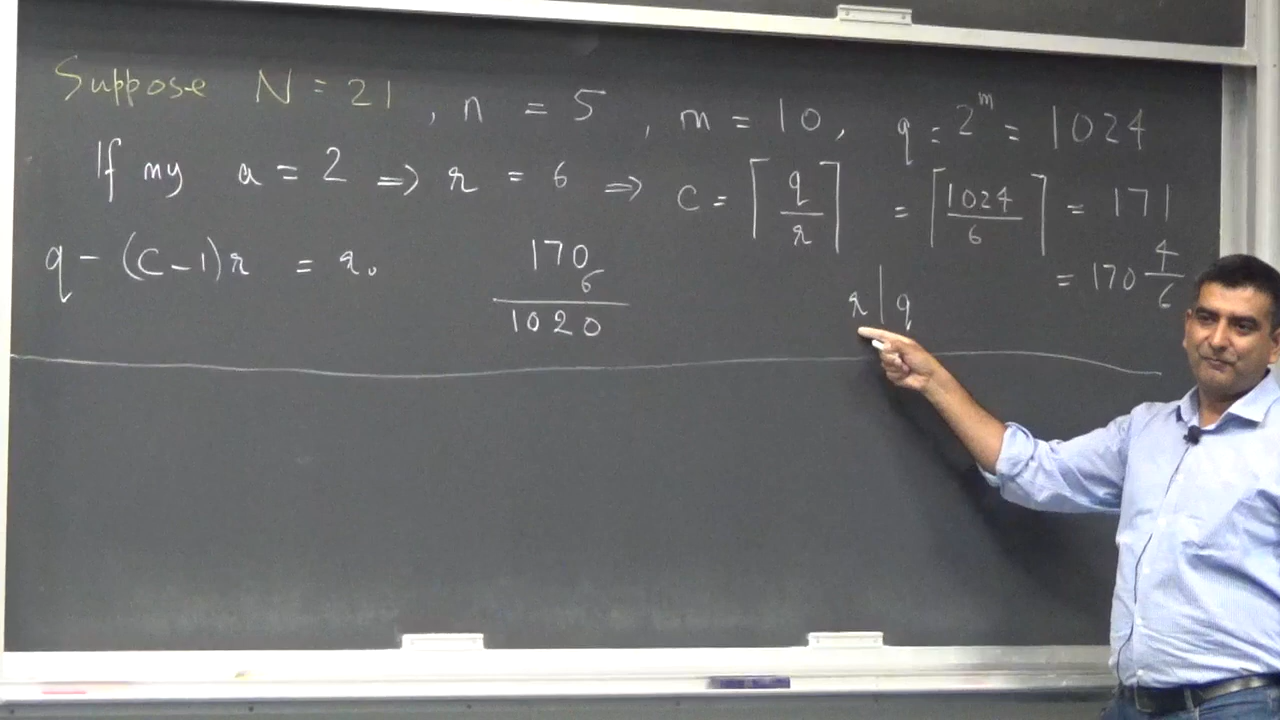 Suppose N = 21, n = 5, m = 10, q = 2^m = 1024
If my a = 2 ⇒ r = 6 ⇒ c = ⌈q/r⌉ = ⌈1024/6⌉ = 171
= 170 4/6
q - (c-1)r = r₀
170
6
1020
r | q